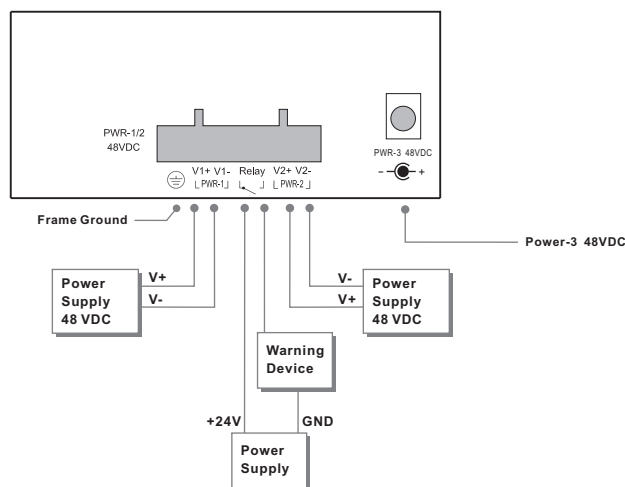 PWR-1/2
48VDC
V1+ V1- Relay V2+ V2-
PWR-1 PWR-2
PWR-3 48VDC
- +
Frame Ground
Power-3 48VDC
Power
Supply
48 VDC
V+
V-
V-
V+
Power
Supply
48 VDC
Warning
Device
+24V
GND
Power
Supply